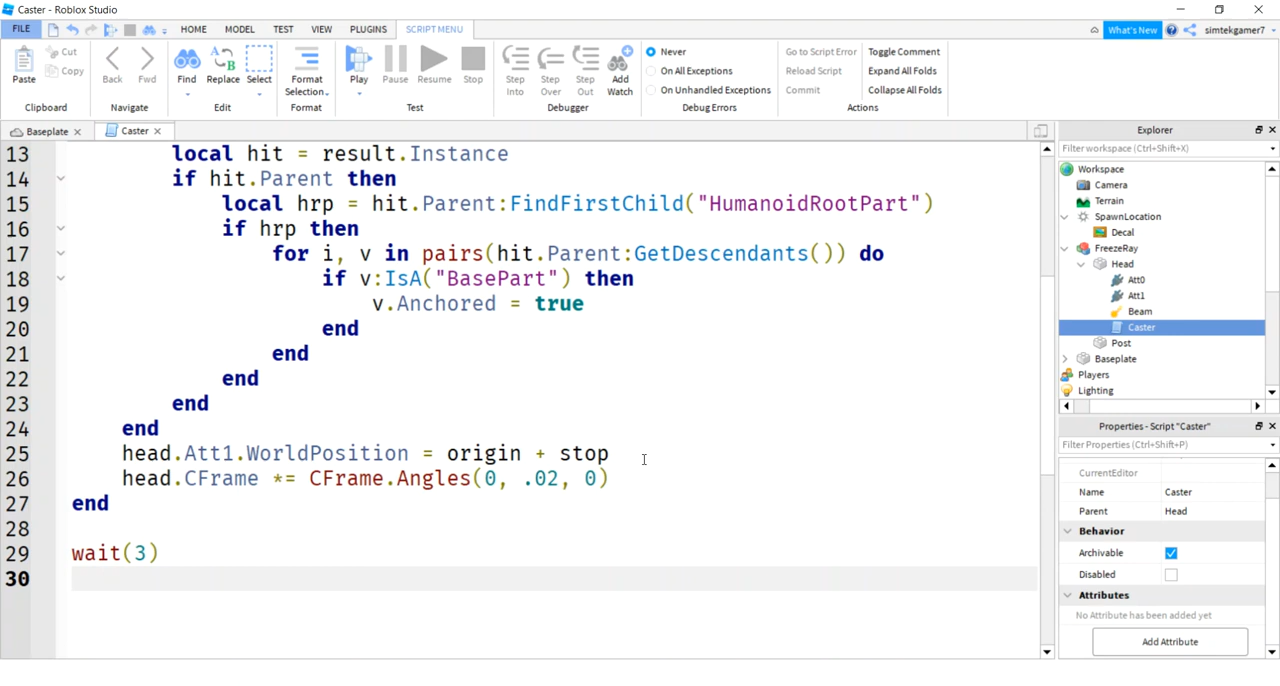 Caster - Roblox Studio
FILE HOME MODEL TEST VIEW PLUGINS SCRIPT MENU What's New simtekgamer7
Paste Cut Copy Clipboard
Back Fwd Navigate
Find Replace Select Edit
Format Selection Format
Play Pause Resume Stop Test
Step Into Step Over Step Out Add Watch Debugger
Never
On All Exceptions
On Unhandled Exceptions
Debug Errors
Go to Script Error
Reload Script
Commit
Toggle Comment
Expand All Folds
Collapse All Folds
Actions
Baseplate Caster
13 local hit = result.Instance
14 if hit.Parent then
15 local hrp = hit.Parent:FindFirstChild("HumanoidRootPart")
16 if hrp then
17 for i, v in pairs(hit.Parent:GetDescendants()) do
18 if v:IsA("BasePart") then
19 v.Anchored = true
20 end
21 end
22 end
23 end
24 end
25 head.Att1.WorldPosition = origin + stop
26 head.CFrame *= CFrame.Angles(0, .02, 0)
27 end
28
29 wait(3)
30
Explorer
Filter workspace (Ctrl+Shift+X)
Workspace
Camera
Terrain
SpawnLocation
Decal
FreezeRay
Head
Att0
Att1
Beam
Caster
Post
Baseplate
Players
Lighting
Properties - Script "Caster"
Filter Properties (Ctrl+Shift+P)
CurrentEditor
Name Caster
Parent Head
Behavior
Archivable
Disabled
Attributes
No Attribute has been added yet
Add Attribute